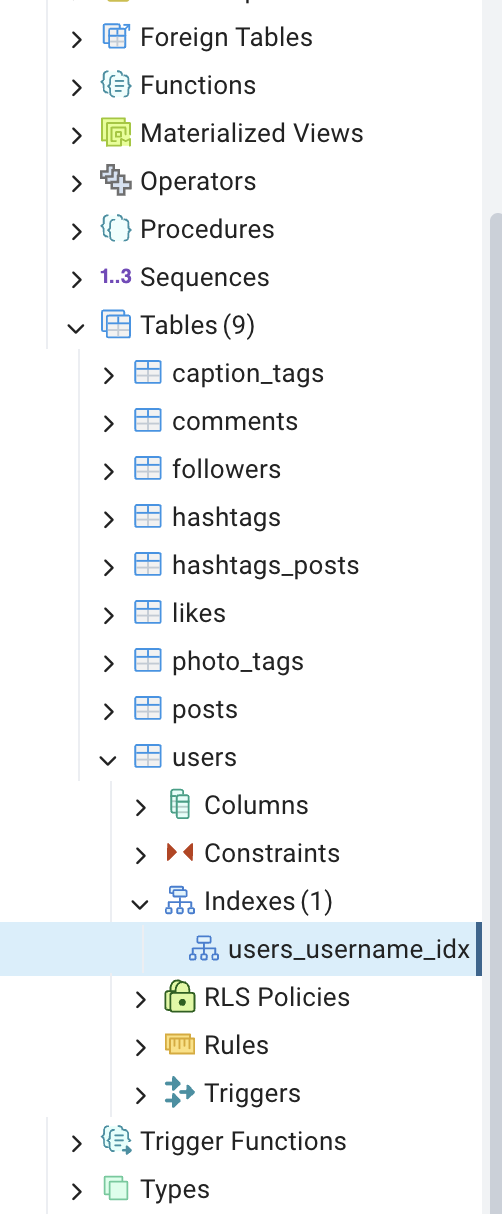 Foreign Tables
Functions
Materialized Views
Operators
Procedures
1..3 Sequences
Tables (9)
caption_tags
comments
followers
hashtags
hashtags_posts
likes
photo_tags
posts
users
Columns
Constraints
Indexes (1)
users_username_idx
RLS Policies
Rules
Triggers
Trigger Functions
Types